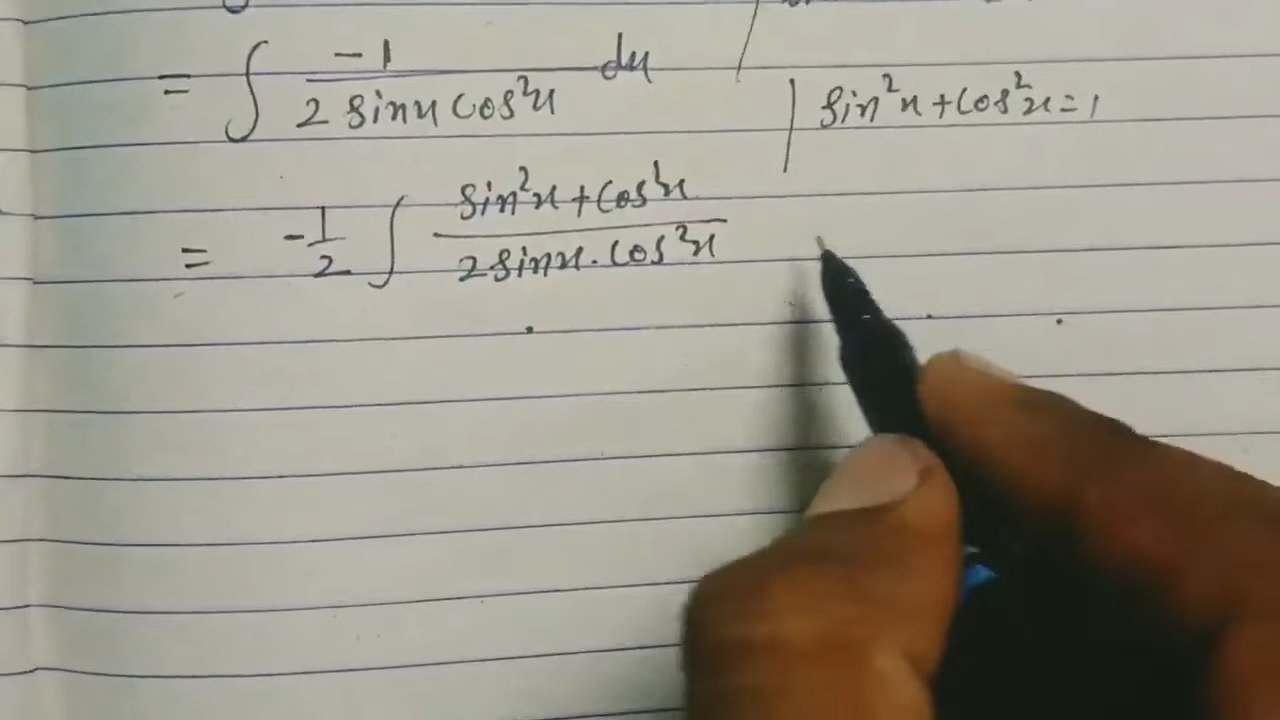 = ∫ -1 / 2 sinx cos²x dx
| sin²x + cos²x = 1
= -1/2 ∫ sin²x + cos²x / 2 sinx . cos²x